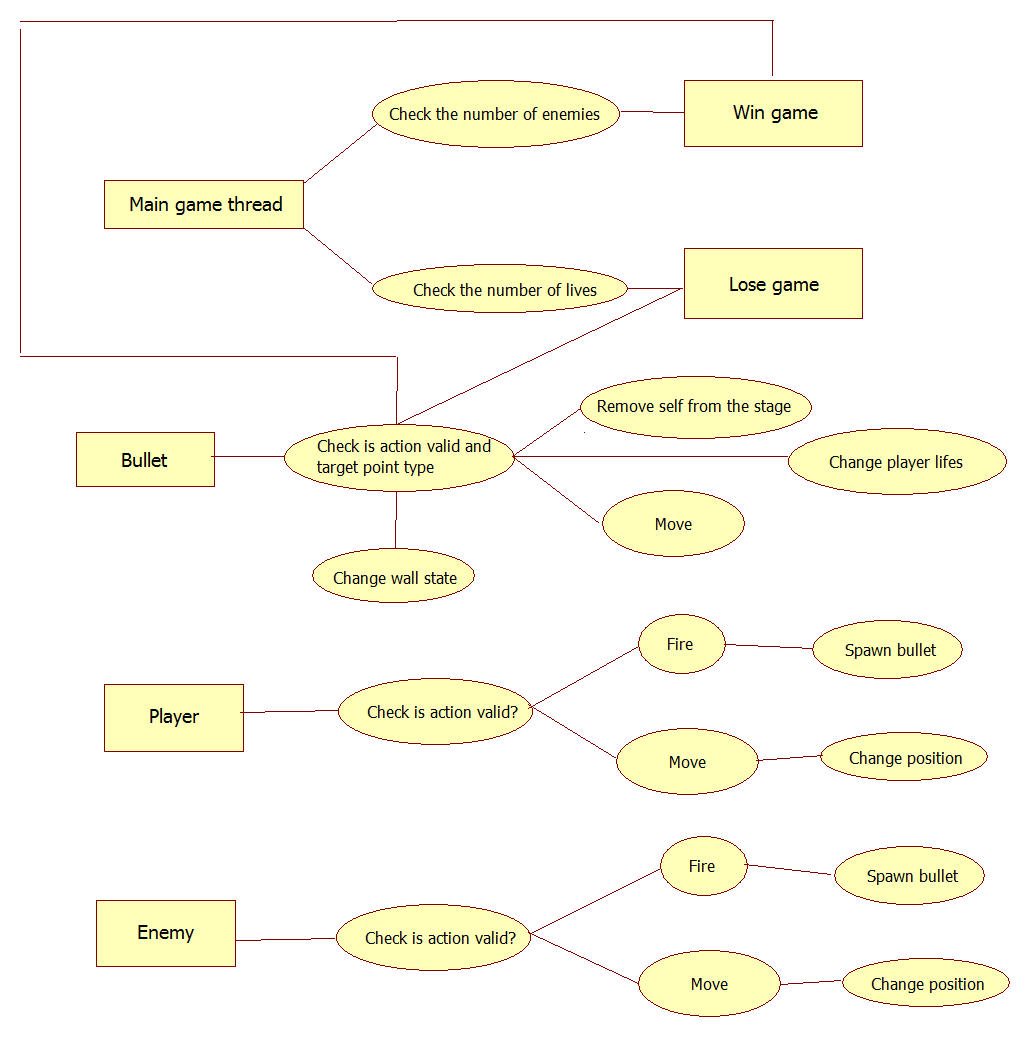 Check the number of enemies
Win game
Main game thread
Check the number of lives
Lose game
Remove self from the stage
Bullet
Check is action valid and
target point type
Change player lifes
Move
Change wall state
Fire
Spawn bullet
Player
Check is action valid?
Move
Change position
Fire
Spawn bullet
Enemy
Check is action valid?
Move
Change position